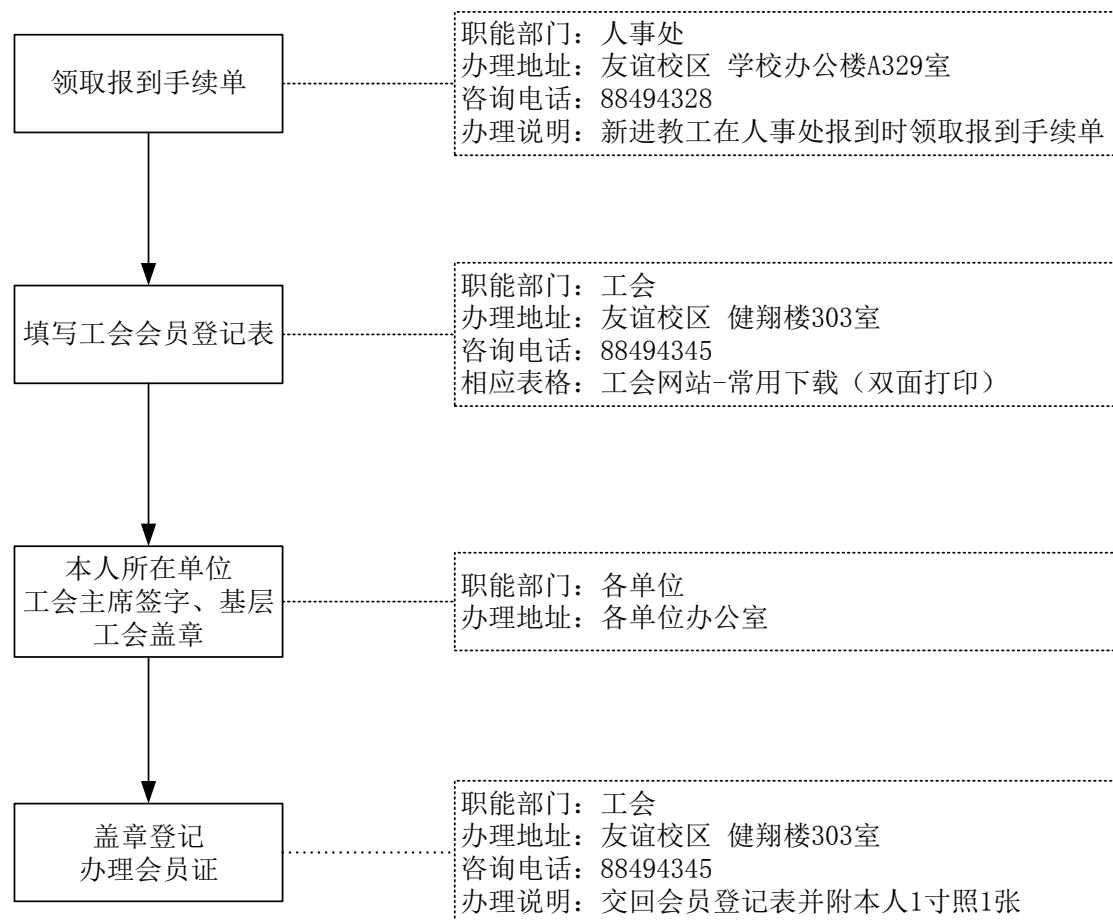 领取报到手续单
职能部门：人事处
办理地址：友谊校区 学校办公楼A329室
咨询电话：88494328
办理说明：新进教工在人事处报到时领取报到手续单
填写工会会员登记表
职能部门：工会
办理地址：友谊校区 健翔楼303室
咨询电话：88494345
相应表格：工会网站-常用下载（双面打印）
本人所在单位
工会主席签字、基层
工会盖章
职能部门：各单位
办理地址：各单位办公室
盖章登记
办理会员证
职能部门：工会
办理地址：友谊校区 健翔楼303室
咨询电话：88494345
办理说明：交回会员登记表并附本人1寸照1张